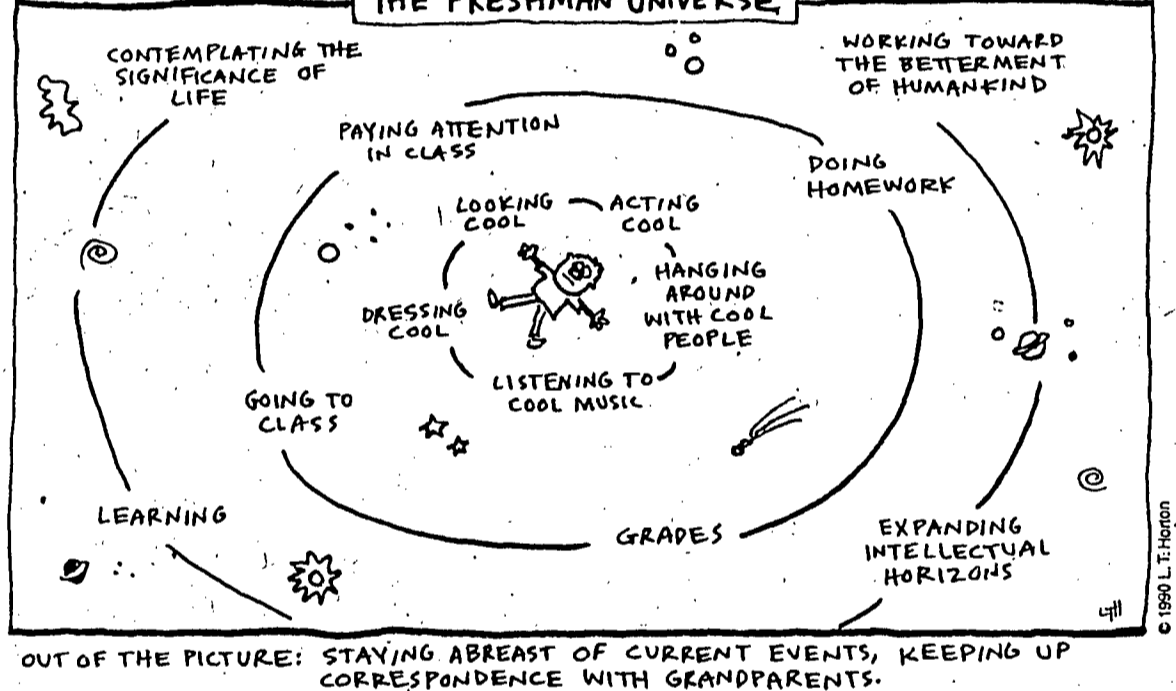 THE FRESHMAN UNIVERSE
CONTEMPLATING THE
SIGNIFICANCE OF
LIFE
WORKING TOWARD
THE BETTERMENT
OF HUMANKIND
PAYING ATTENTION
IN CLASS
DOING
HOMEWORK
LOOKING
COOL
ACTING
COOL
HANGING
AROUND
WITH COOL
PEOPLE
DRESSING
COOL
LISTENING TO
COOL MUSIC
GOING TO
CLASS
LEARNING
GRADES
EXPANDING
INTELLECTUAL
HORIZONS
LTH
© 1990 L. T. Horton
OUT OF THE PICTURE: STAYING ABREAST OF CURRENT EVENTS, KEEPING UP
CORRESPONDENCE WITH GRANDPARENTS.